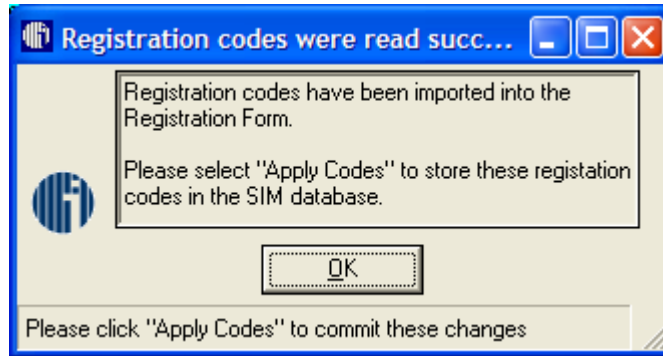 Registration codes were read succ...
Registration codes have been imported into the
Registration Form.
Please select "Apply Codes" to store these registation
codes in the SIM database.
OK
Please click "Apply Codes" to commit these changes